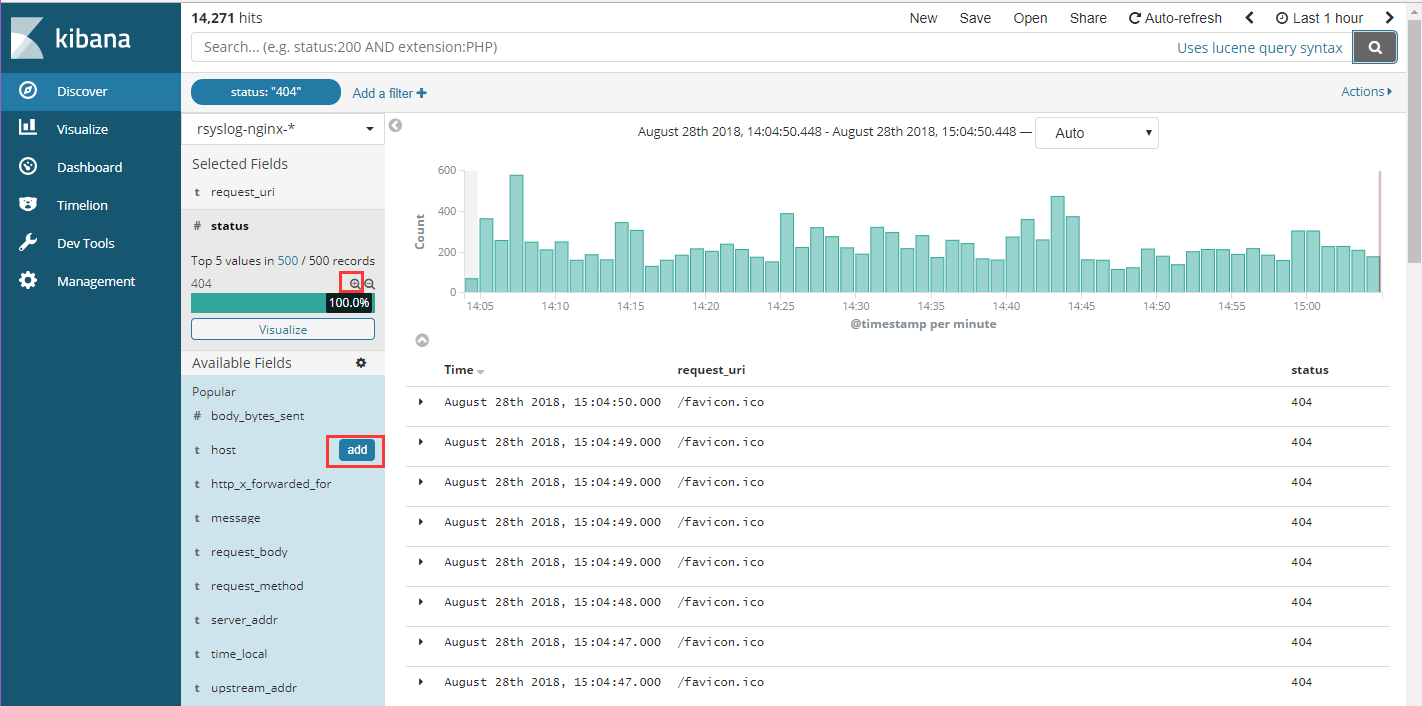 14,271 hits
New Save Open Share Auto-refresh Last 1 hour
kibana
Search... (e.g. status:200 AND extension:PHP) Uses lucene query syntax
Discover
Visualize
Dashboard
Timelion
Dev Tools
Management
status: "404" Add a filter Actions
rsyslog-nginx-*
Selected Fields
t request_uri
# status
Top 5 values in 500 / 500 records
404
100.0%
Visualize
Available Fields
Popular
# body_bytes_sent
t host add
t http_x_forwarded_for
t message
t request_body
t request_method
t server_addr
t time_local
t upstream_addr
August 28th 2018, 14:04:50.448 - August 28th 2018, 15:04:50.448 — Auto
Count
600
400
200
0
14:05 14:10 14:15 14:20 14:25 14:30 14:35 14:40 14:45 14:50 14:55 15:00
@timestamp per minute
Time request_uri status
August 28th 2018, 15:04:50.000 /favicon.ico 404
August 28th 2018, 15:04:49.000 /favicon.ico 404
August 28th 2018, 15:04:49.000 /favicon.ico 404
August 28th 2018, 15:04:49.000 /favicon.ico 404
August 28th 2018, 15:04:49.000 /favicon.ico 404
August 28th 2018, 15:04:48.000 /favicon.ico 404
August 28th 2018, 15:04:47.000 /favicon.ico 404
August 28th 2018, 15:04:47.000 /favicon.ico 404